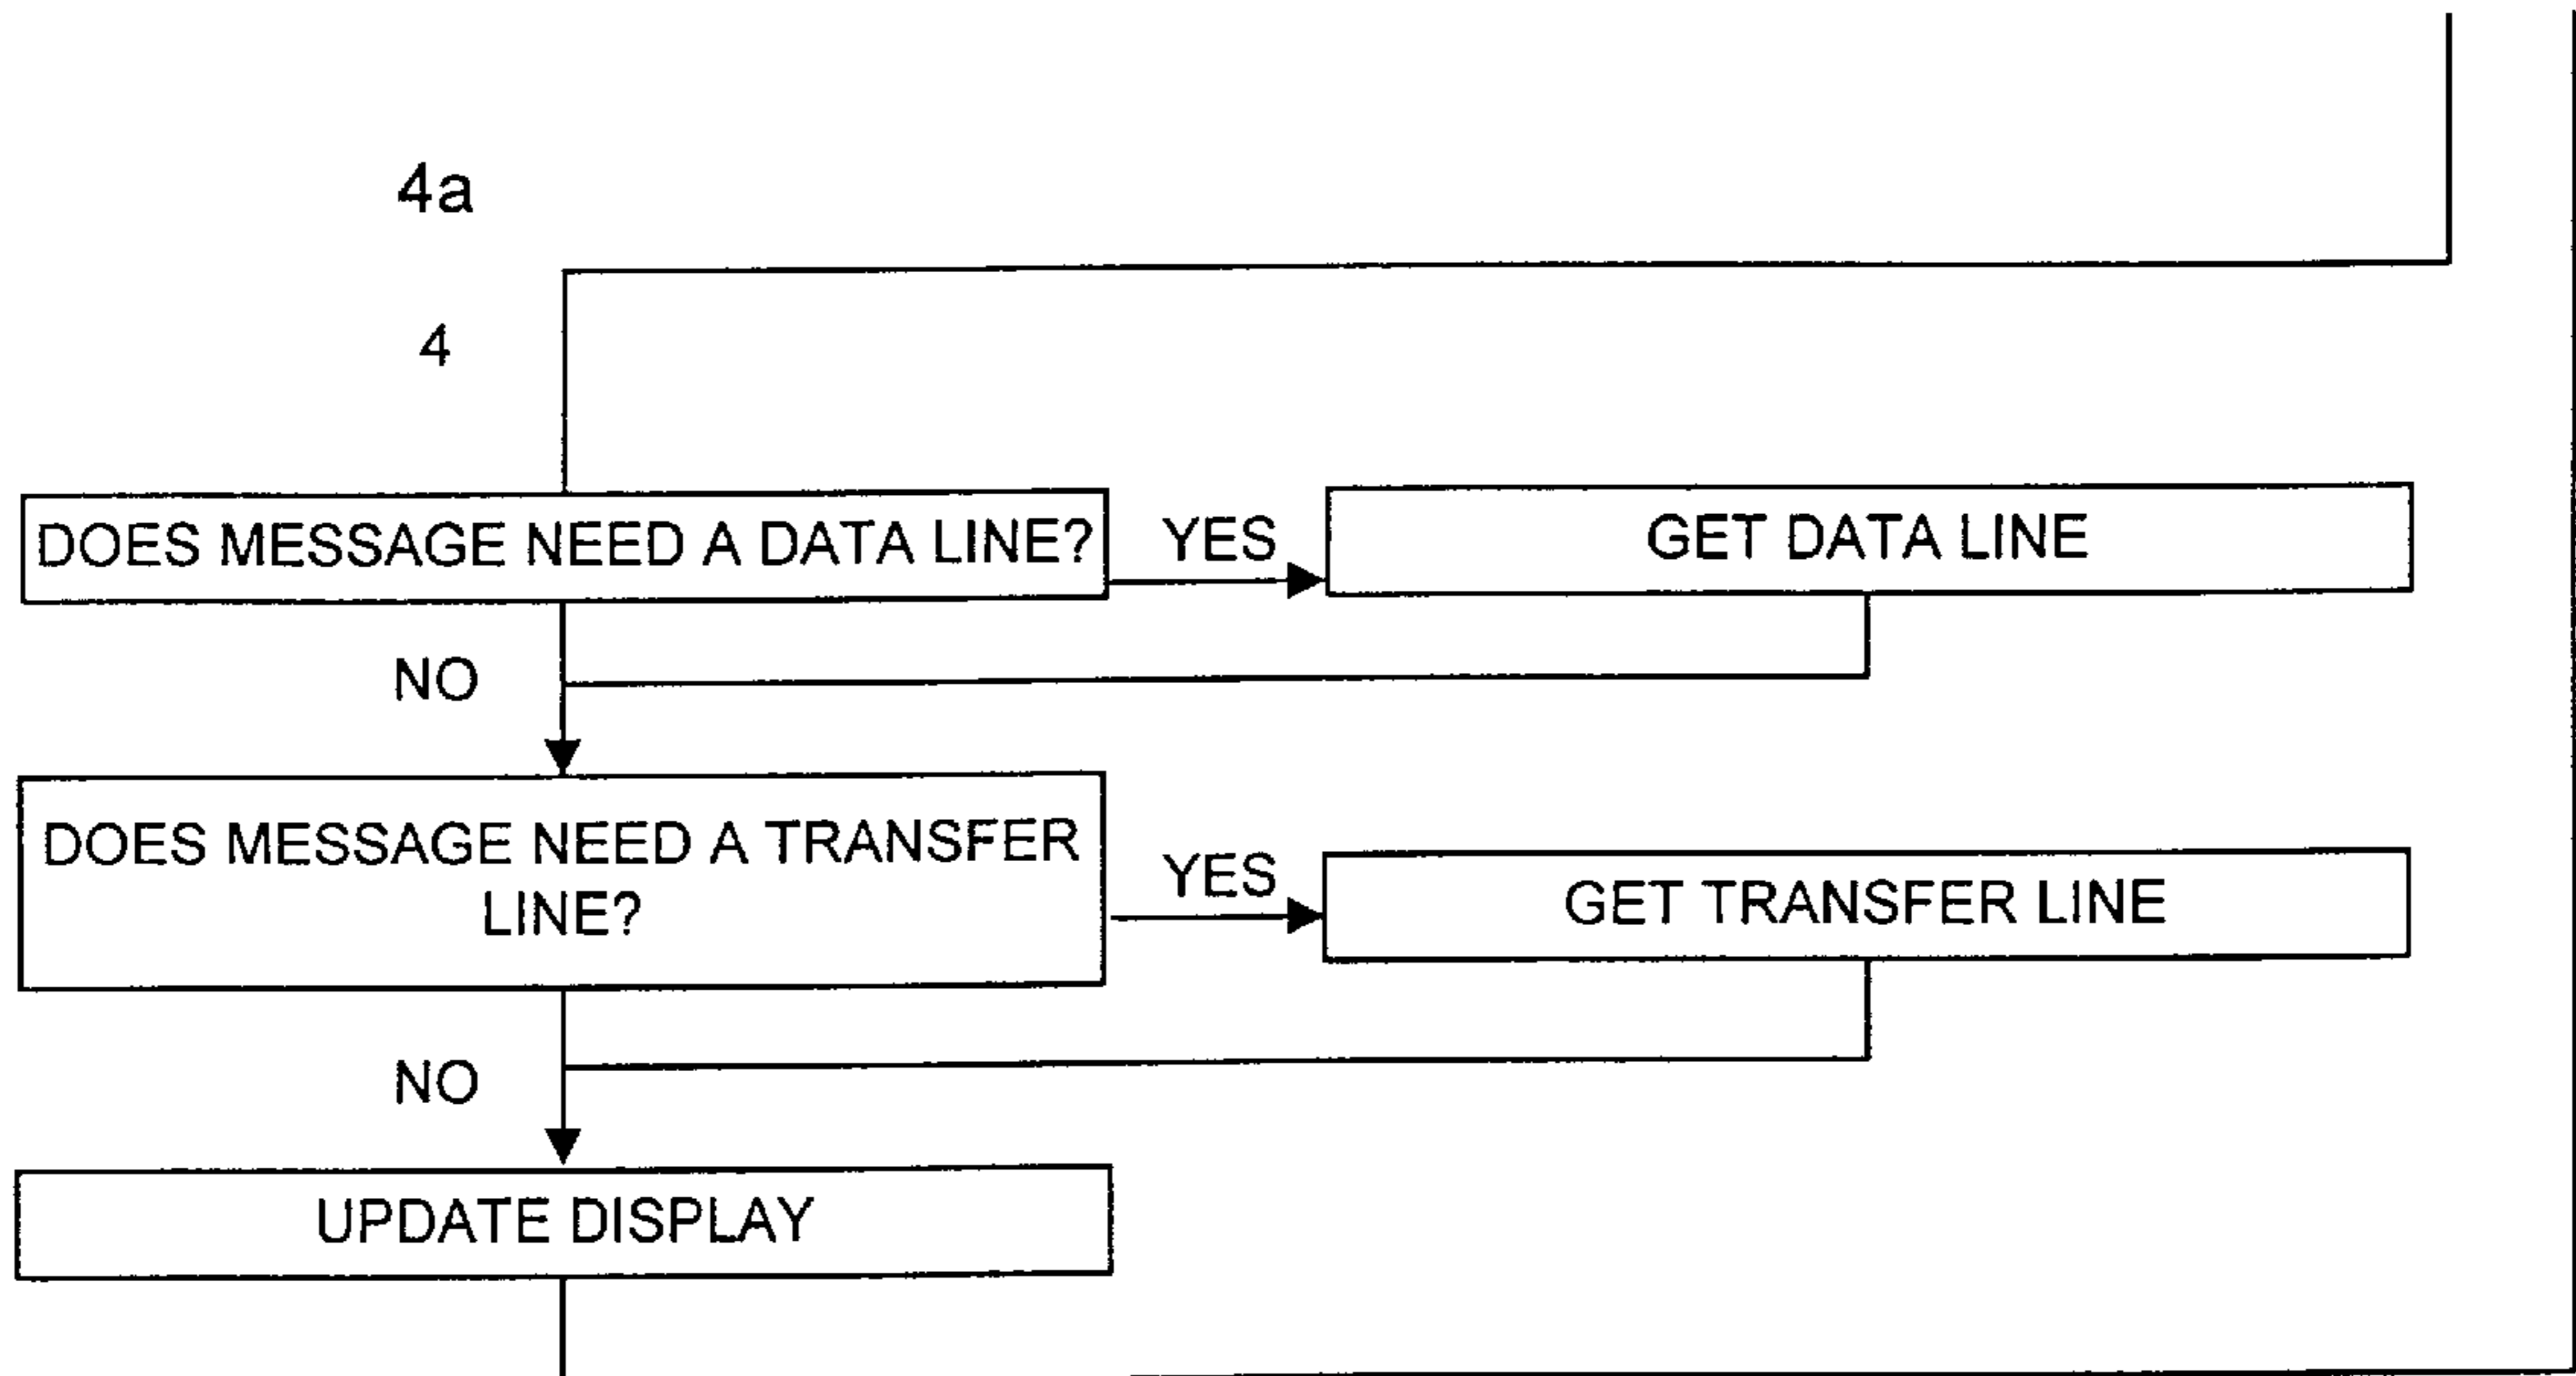 4a
4
DOES MESSAGE NEED A DATA LINE?
YES
GET DATA LINE
NO
DOES MESSAGE NEED A TRANSFER
LINE?
YES
GET TRANSFER LINE
NO
UPDATE DISPLAY